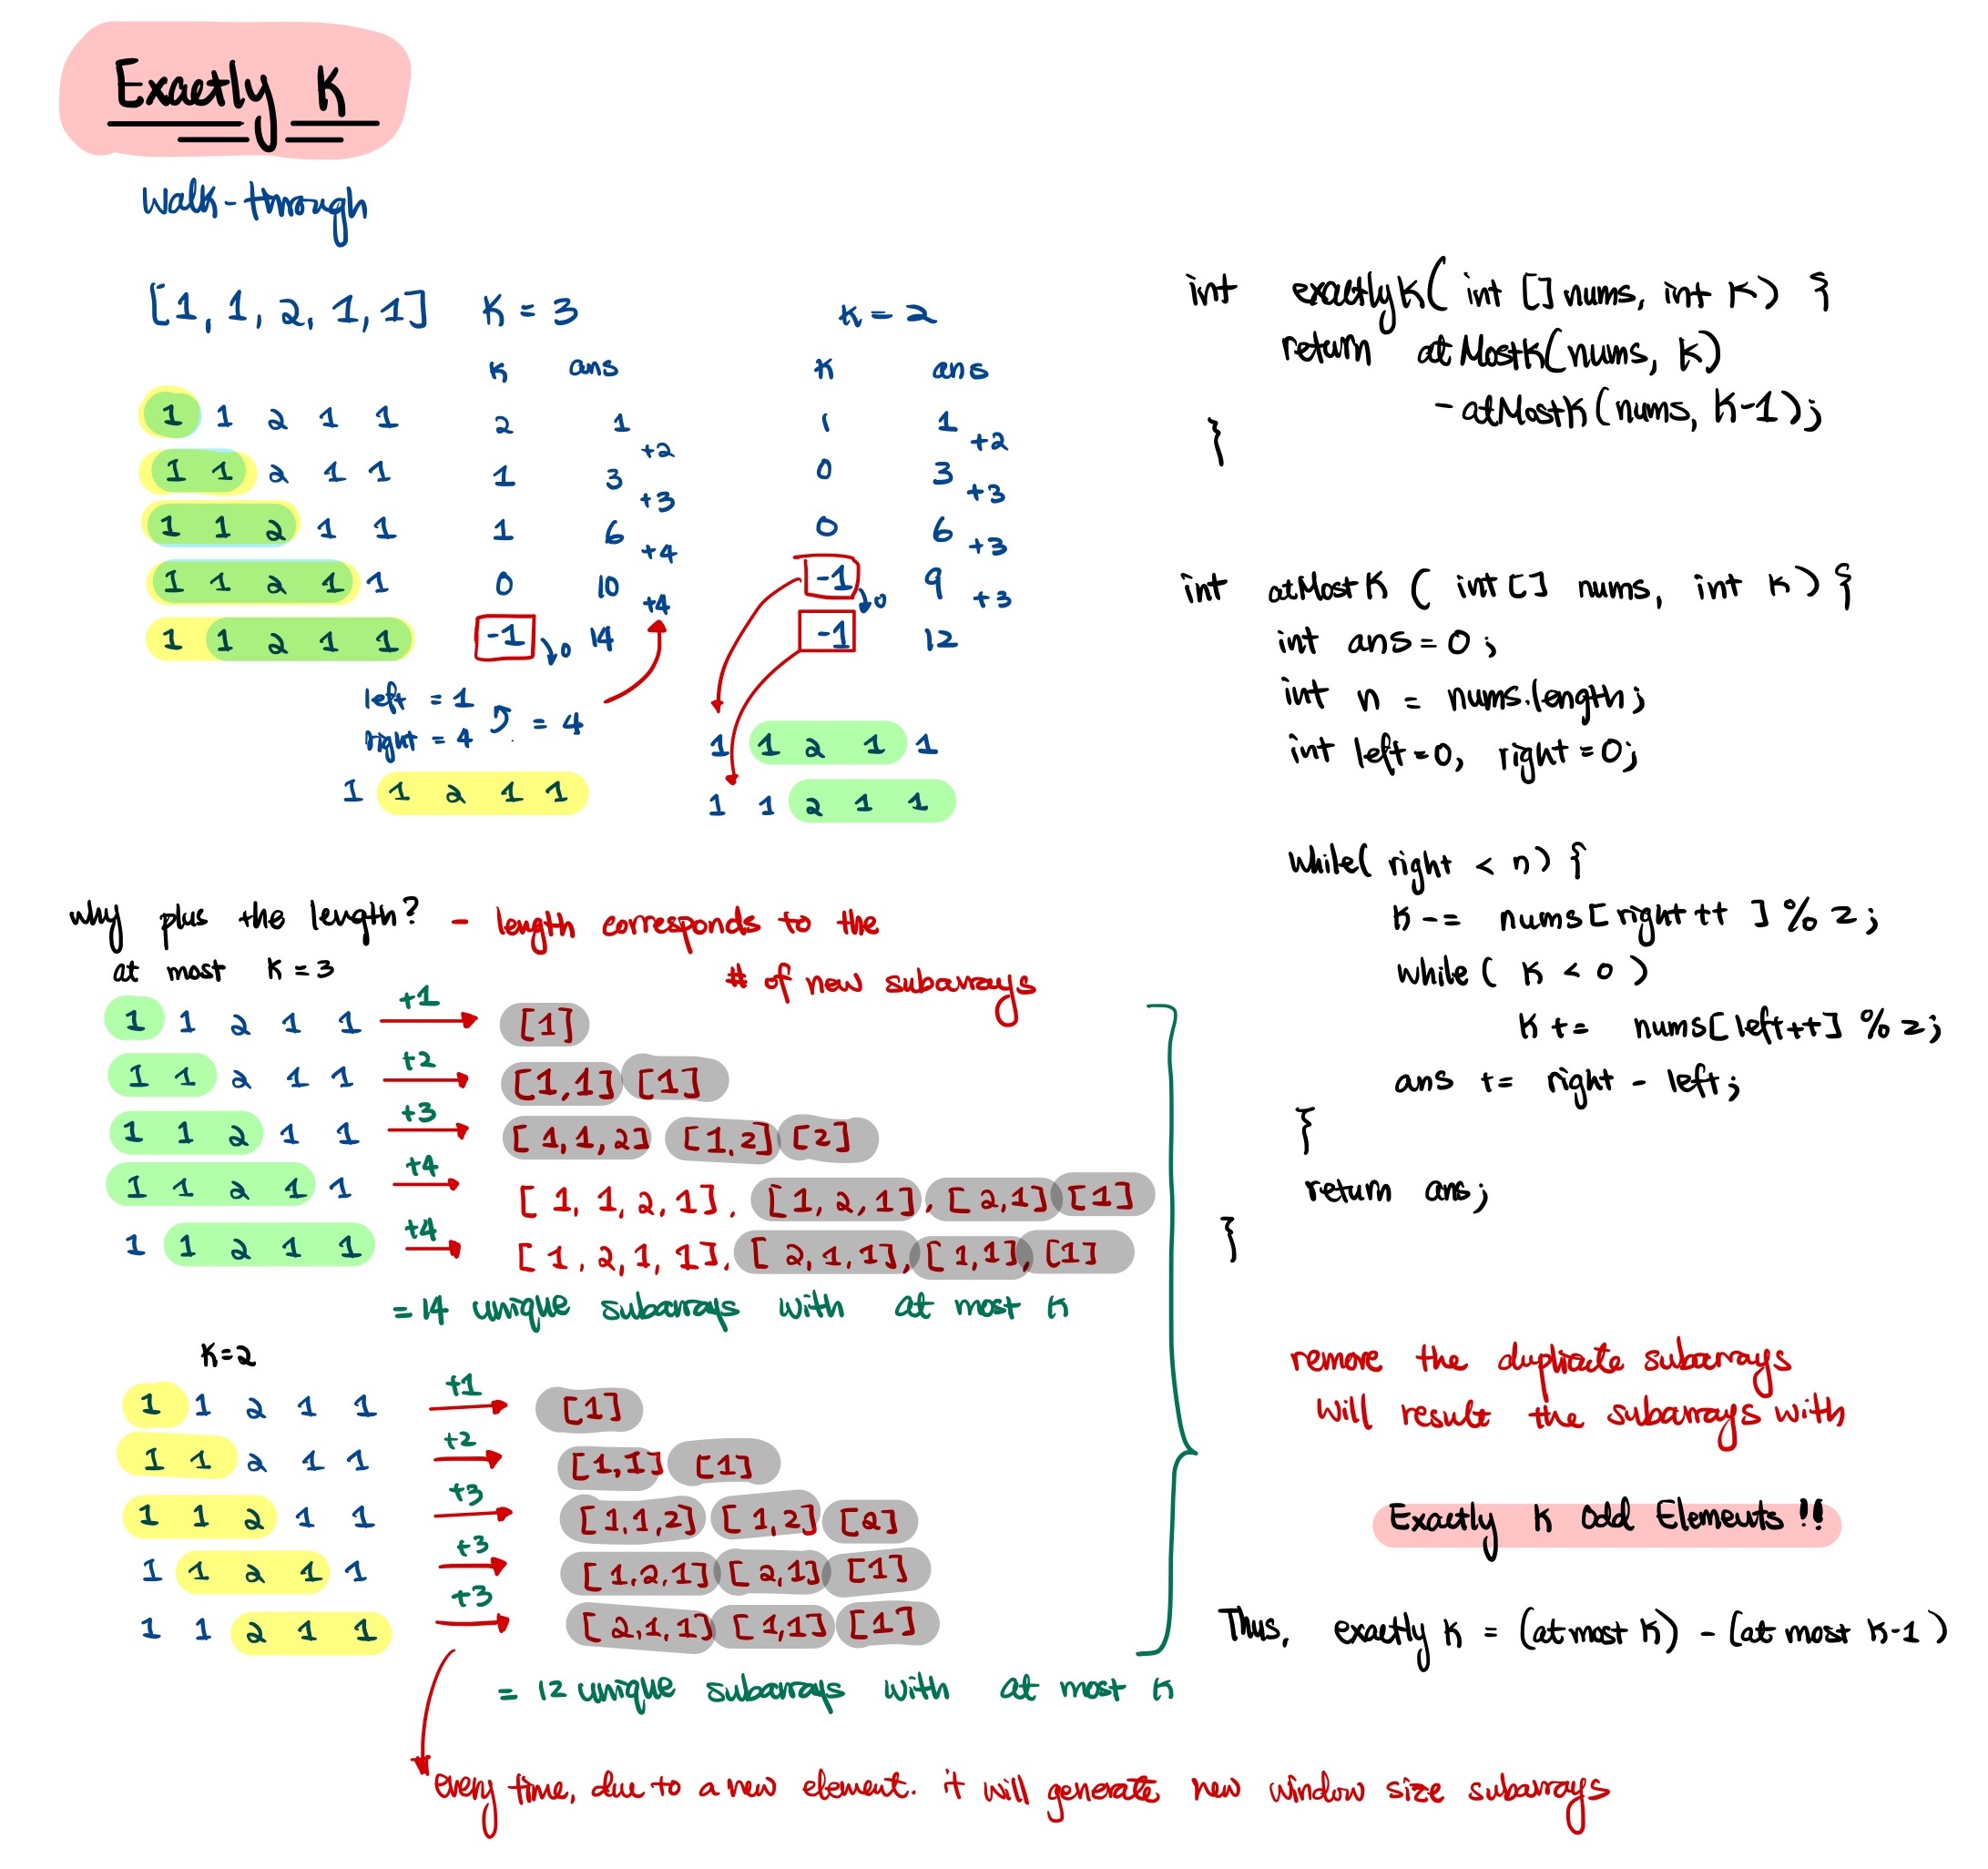 Exactly K
walk-through
[1, 1, 2, 1, 1] K = 3
K ans
1 1 2 1 1 2 1
+2
1 1 2 1 1 1 3
+3
1 1 2 1 1 1 6
+4
1 1 2 1 1 0 10
+4
1 1 2 1 1 -1 0 14
left = 1
right = 4 = 4
1 1 2 1 1
K = 2
K ans
1 1
+2
0 3
+3
0 6
+3
-1 0 9
+3
-1 12
1 1 2 1 1
1 1 2 1 1
int exactlyK( int [] nums, int K) {
return atMostK(nums, K)
- atMostK(nums, K-1);
}
int atMostK ( int[] nums, int K) {
int ans = 0;
int n = nums.length;
int left=0, right=0;
while( right < n) {
K -= nums[right++ ] % 2;
while( K < 0 )
K += nums[left++] % 2;
ans += right - left;
}
return ans;
}
why plus the length? - length corresponds to the
# of new subarrays
at most K = 3
1 1 2 1 1 +1 [1]
1 1 2 1 1 +2 [1,1] [1]
1 1 2 1 1 +3 [1,1,2] [1,2] [2]
1 1 2 1 1 +4 [1, 1, 2, 1], [1, 2, 1], [2,1] [1]
1 1 2 1 1 +4 [1, 2, 1, 1], [2,1,1], [1,1], [1]
= 14 unique subarrays with at most K
K=2
1 1 2 1 1 +1 [1]
1 1 2 1 1 +2 [1,1] [1]
1 1 2 1 1 +3 [1,1,2] [1,2] [2]
1 1 2 1 1 +3 [1,2,1] [2,1] [1]
1 1 2 1 1 +3 [2,1,1] [1,1] [1]
= 12 unique subarrays with at most K
every time, due to a new element. it will generate new window size subarrays
remove the duplicate subarrays
will result the subarrays with
Exactly K Odd Elements!!
Thus, exactly K = (at most K) - (at most K-1)